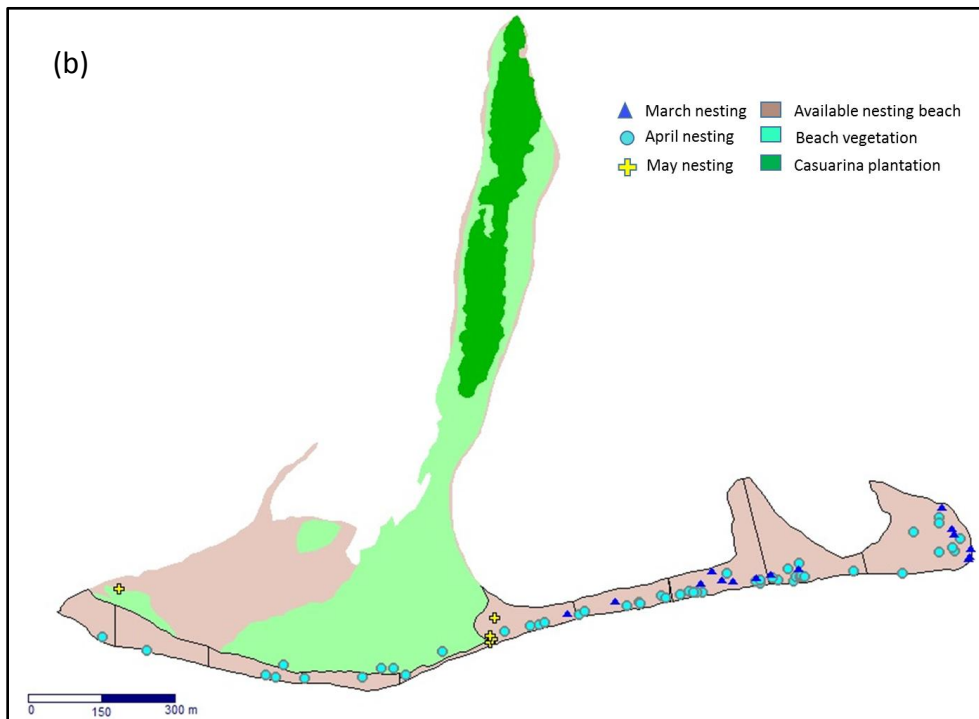 (b)
March nesting Available nesting beach
April nesting Beach vegetation
May nesting Casuarina plantation
0 150 300 m